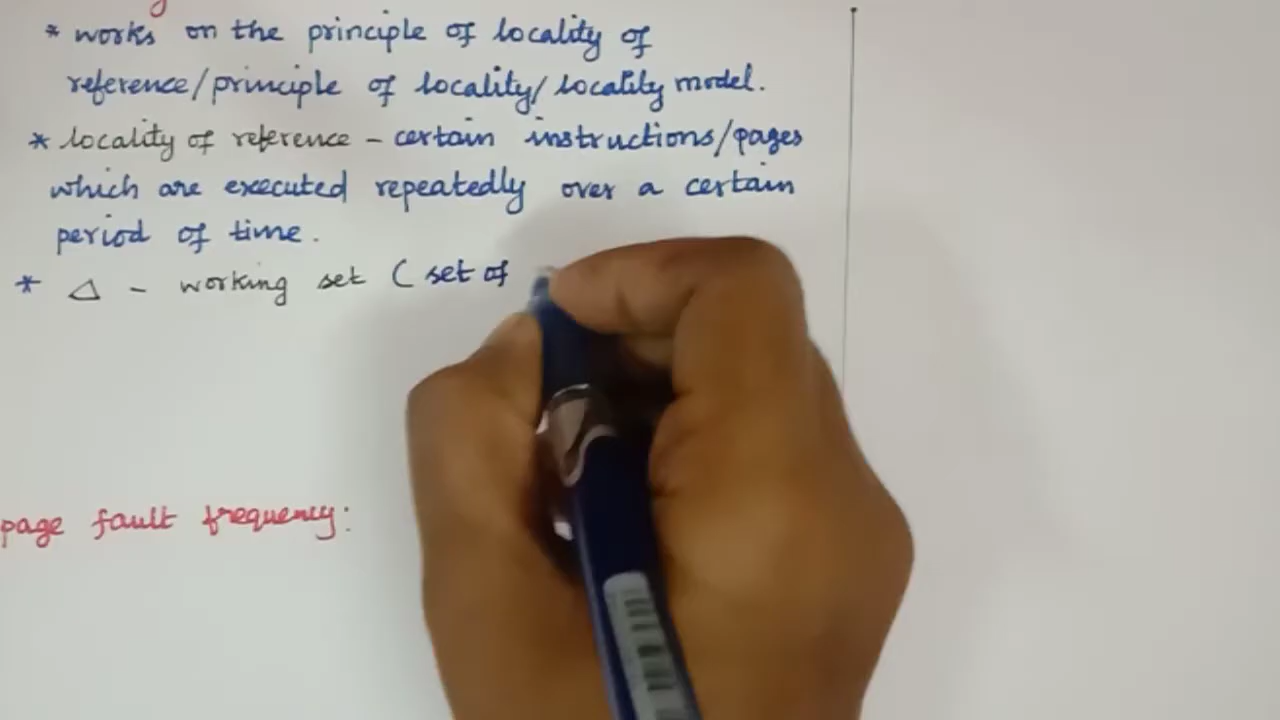 * works on the principle of locality of
reference/principle of locality/locality model.
* locality of reference - certain instructions/pages
which are executed repeatedly over a certain
period of time.
* Δ - working set ( set of
page fault frequency: